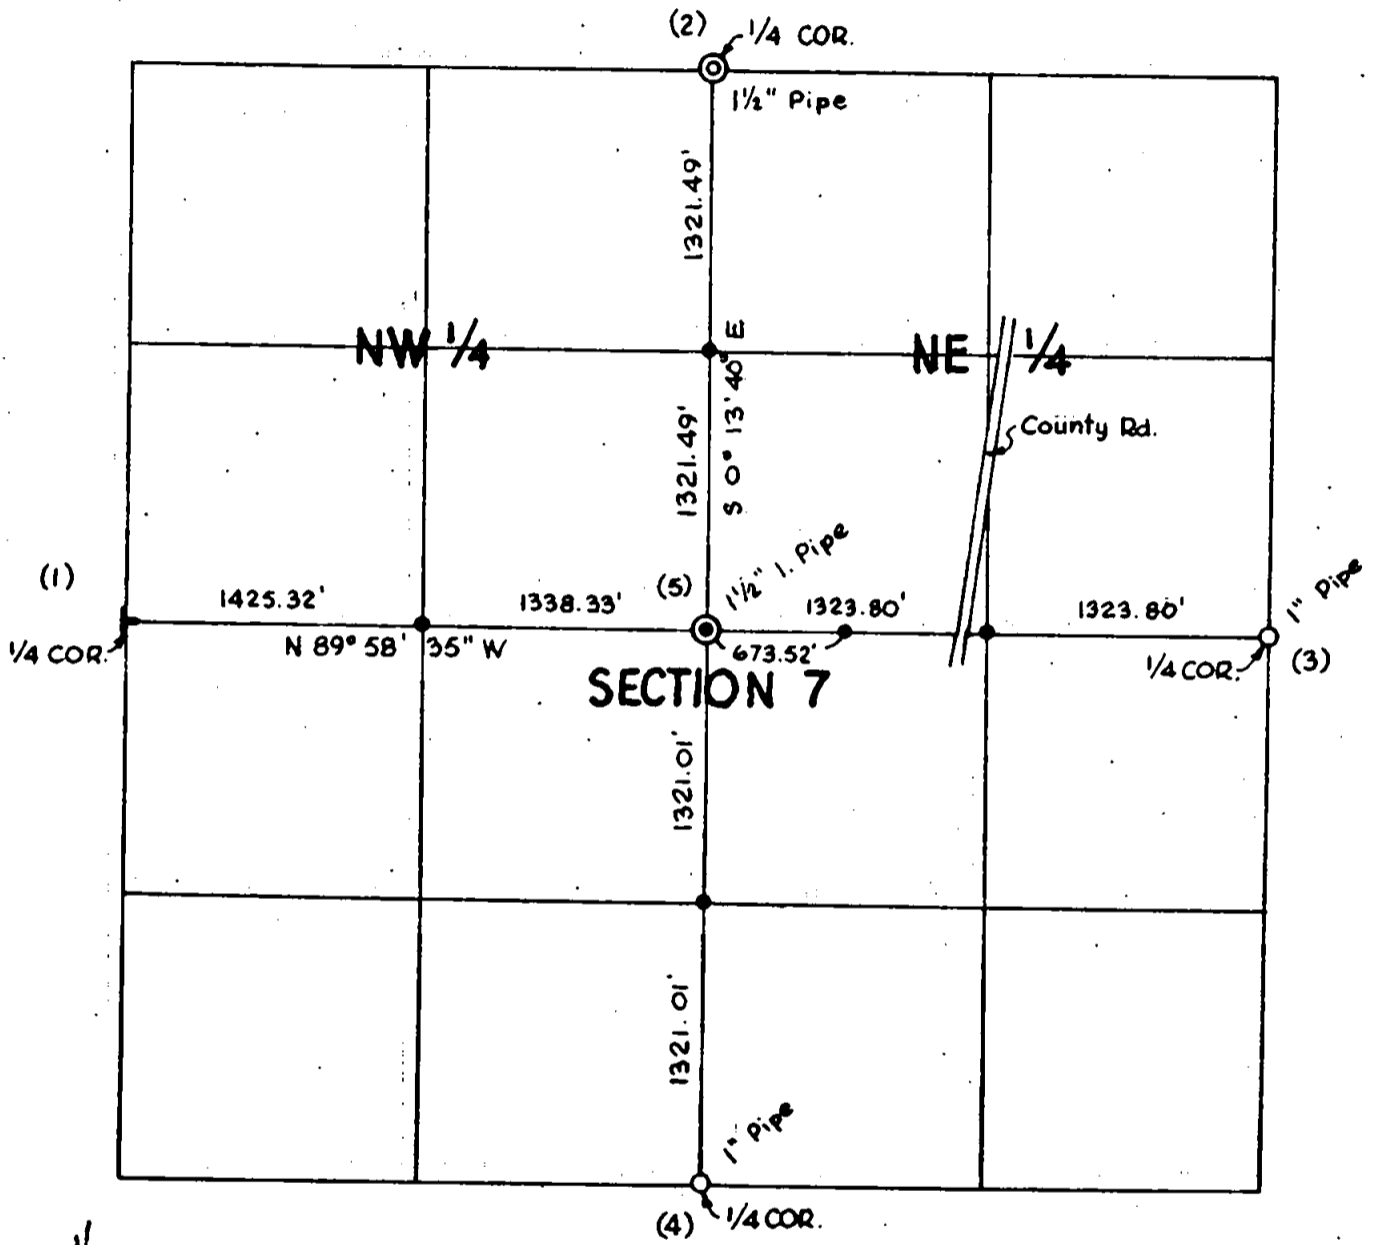 (2) 1/4 COR.
1½" Pipe
1321.49'
NW 1/4
NE 1/4
1321.49'
S 0° 13' 40" E
County Rd.
(1)
1425.32'
1338.33'
(5)
1½" I. Pipe
1323.80'
1323.80'
1" Pipe
1/4 COR.
N 89° 58' 35" W
673.52'
1/4 COR.
(3)
SECTION 7
1321.01'
1321.01'
1" Pipe
(4) 1/4 COR.